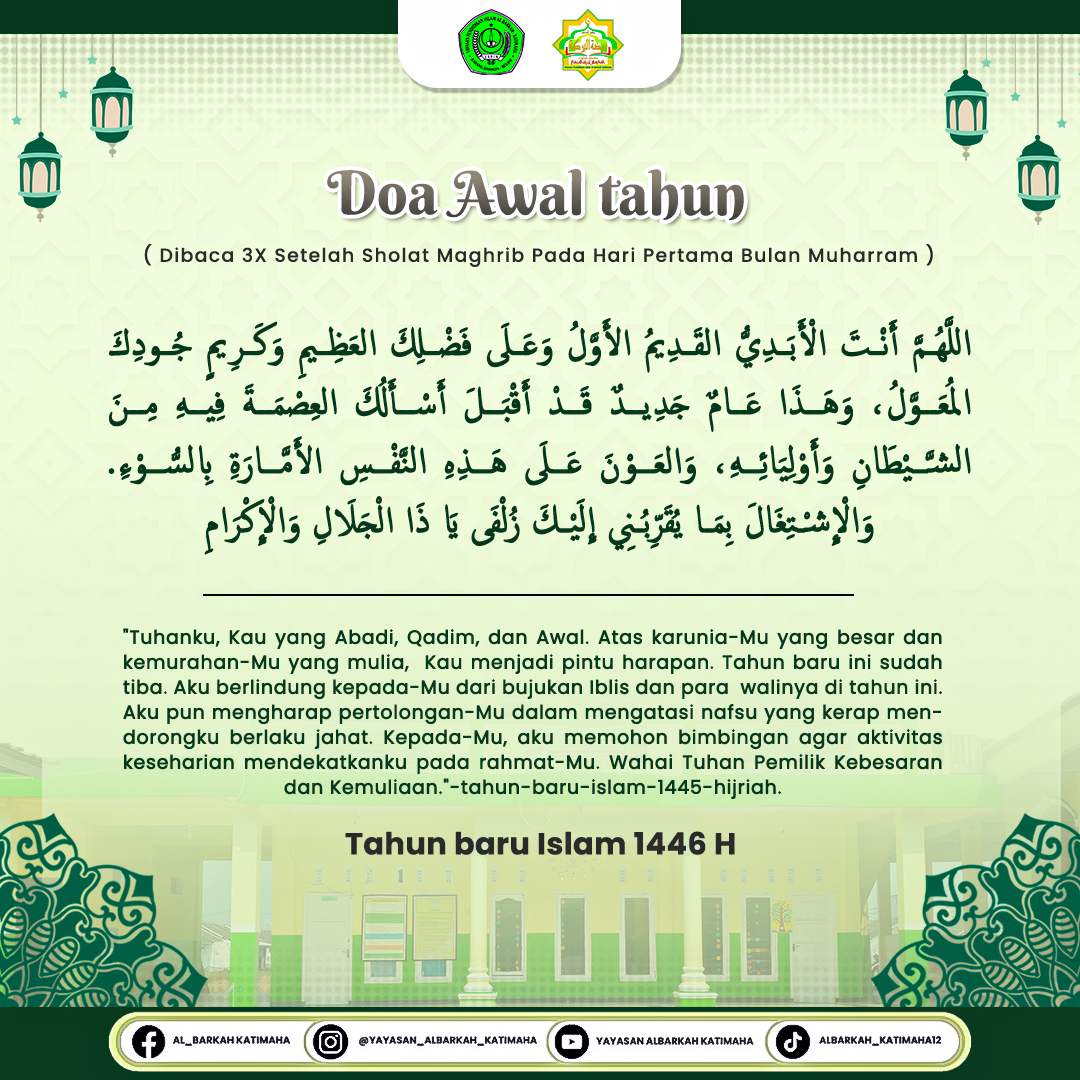 Doa Awal tahun
( Dibaca 3X Setelah Sholat Maghrib Pada Hari Pertama Bulan Muharram )
اللَّهُمَّ أَنْتَ الْأَبَدِيُّ القَدِيمُ الأَوَّلُ وَعَلَى فَضْلِكَ العَظِيمِ وَكَرِيمِ جُودِكَ
المُعَوَّلُ، وَهَذَا عَامٌ جَدِيدٌ قَدْ أَقْبَلَ أَسْأَلُكَ العِصْمَةَ فِيهِ مِنَ
الشَّيْطَانِ وَأَوْلِيَائِهِ، وَالعَوْنَ عَلَى هَذِهِ النَّفْسِ الأَمَّارَةِ بِالسُّوْءِ.
وَالْإِشْتِغَالَ بِمَا يُقَرِّبُنِي إِلَيْكَ زُلْفَى يَا ذَا الْجَلَالِ وَالْإِكْرَامِ
"Tuhanku, Kau yang Abadi, Qadim, dan Awal. Atas karunia-Mu yang besar dan
kemurahan-Mu yang mulia,  Kau menjadi pintu harapan. Tahun baru ini sudah
tiba. Aku berlindung kepada-Mu dari bujukan Iblis dan para  walinya di tahun ini.
Aku pun mengharap pertolongan-Mu dalam mengatasi nafsu yang kerap men-
dorongku berlaku jahat. Kepada-Mu, aku memohon bimbingan agar aktivitas
keseharian mendekatkanku pada rahmat-Mu. Wahai Tuhan Pemilik Kebesaran
dan Kemuliaan."-tahun-baru-islam-1445-hijriah.
Tahun baru Islam 1446 H
AL_BARKAH KATIMAHA
@YAYASAN_ALBARKAH_KATIMAHA
YAYASAN ALBARKAH KATIMAHA
ALBARKAH_KATIMAHA12